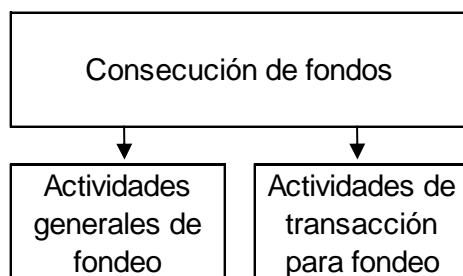 Consecución de fondos
Actividades
generales de
fondeo
Actividades de
transacción
para fondeo